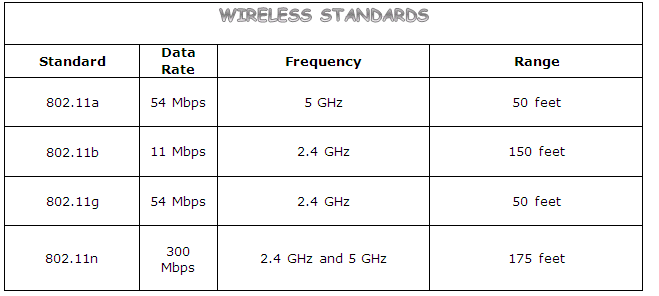 WIRELESS STANDARDS
Standard Data Rate Frequency Range
802.11a 54 Mbps 5 GHz 50 feet
802.11b 11 Mbps 2.4 GHz 150 feet
802.11g 54 Mbps 2.4 GHz 50 feet
802.11n 300 Mbps 2.4 GHz and 5 GHz 175 feet